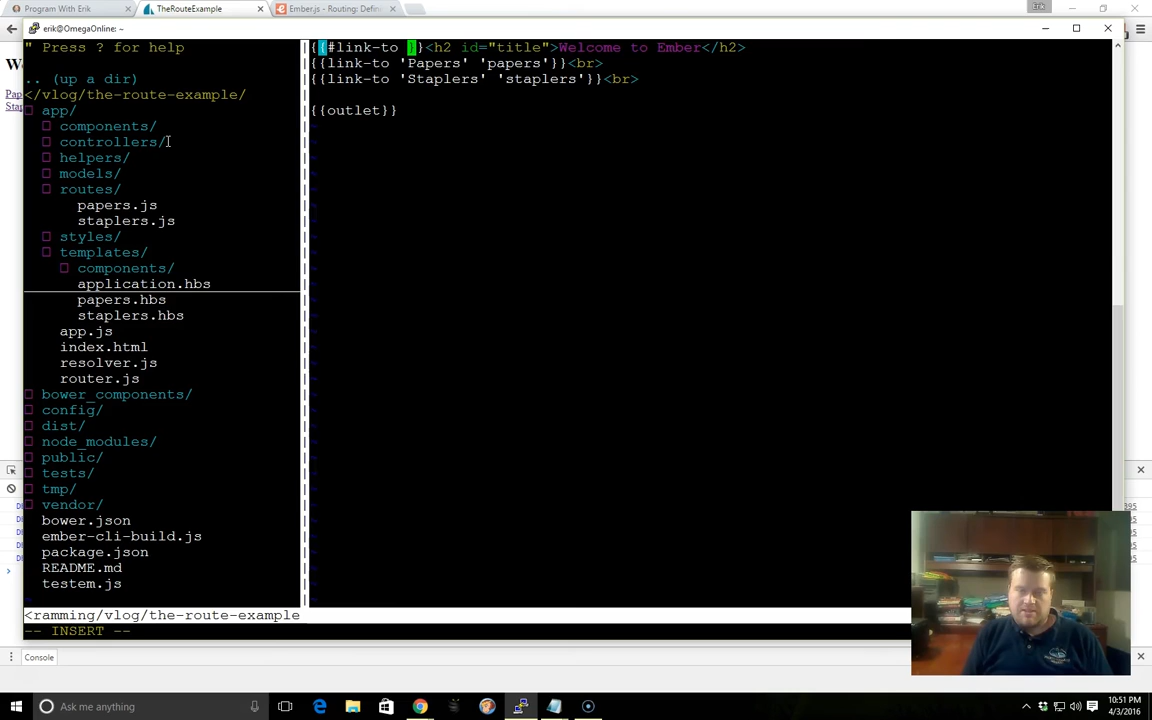 Program With Erik
TheRouteExample
Ember.js - Routing: Defini
Erik
erik@OmegaOnline: ~
" Press ? for help
.. (up a dir)
</vlog/the-route-example/
app/
components/
controllers/
helpers/
models/
routes/
papers.js
staplers.js
styles/
templates/
components/
application.hbs
papers.hbs
staplers.hbs
app.js
index.html
resolver.js
router.js
bower_components/
config/
dist/
node_modules/
public/
tests/
tmp/
vendor/
bower.json
ember-cli-build.js
package.json
README.md
testem.js
<ramming/vlog/the-route-example
-- INSERT --
{{#link-to }}<h2 id="title">Welcome to Ember</h2>
{{link-to 'Papers' 'papers'}}<br>
{{link-to 'Staplers' 'staplers'}}<br>
{{outlet}}
Console
Ask me anything
10:51 PM
4/3/2016